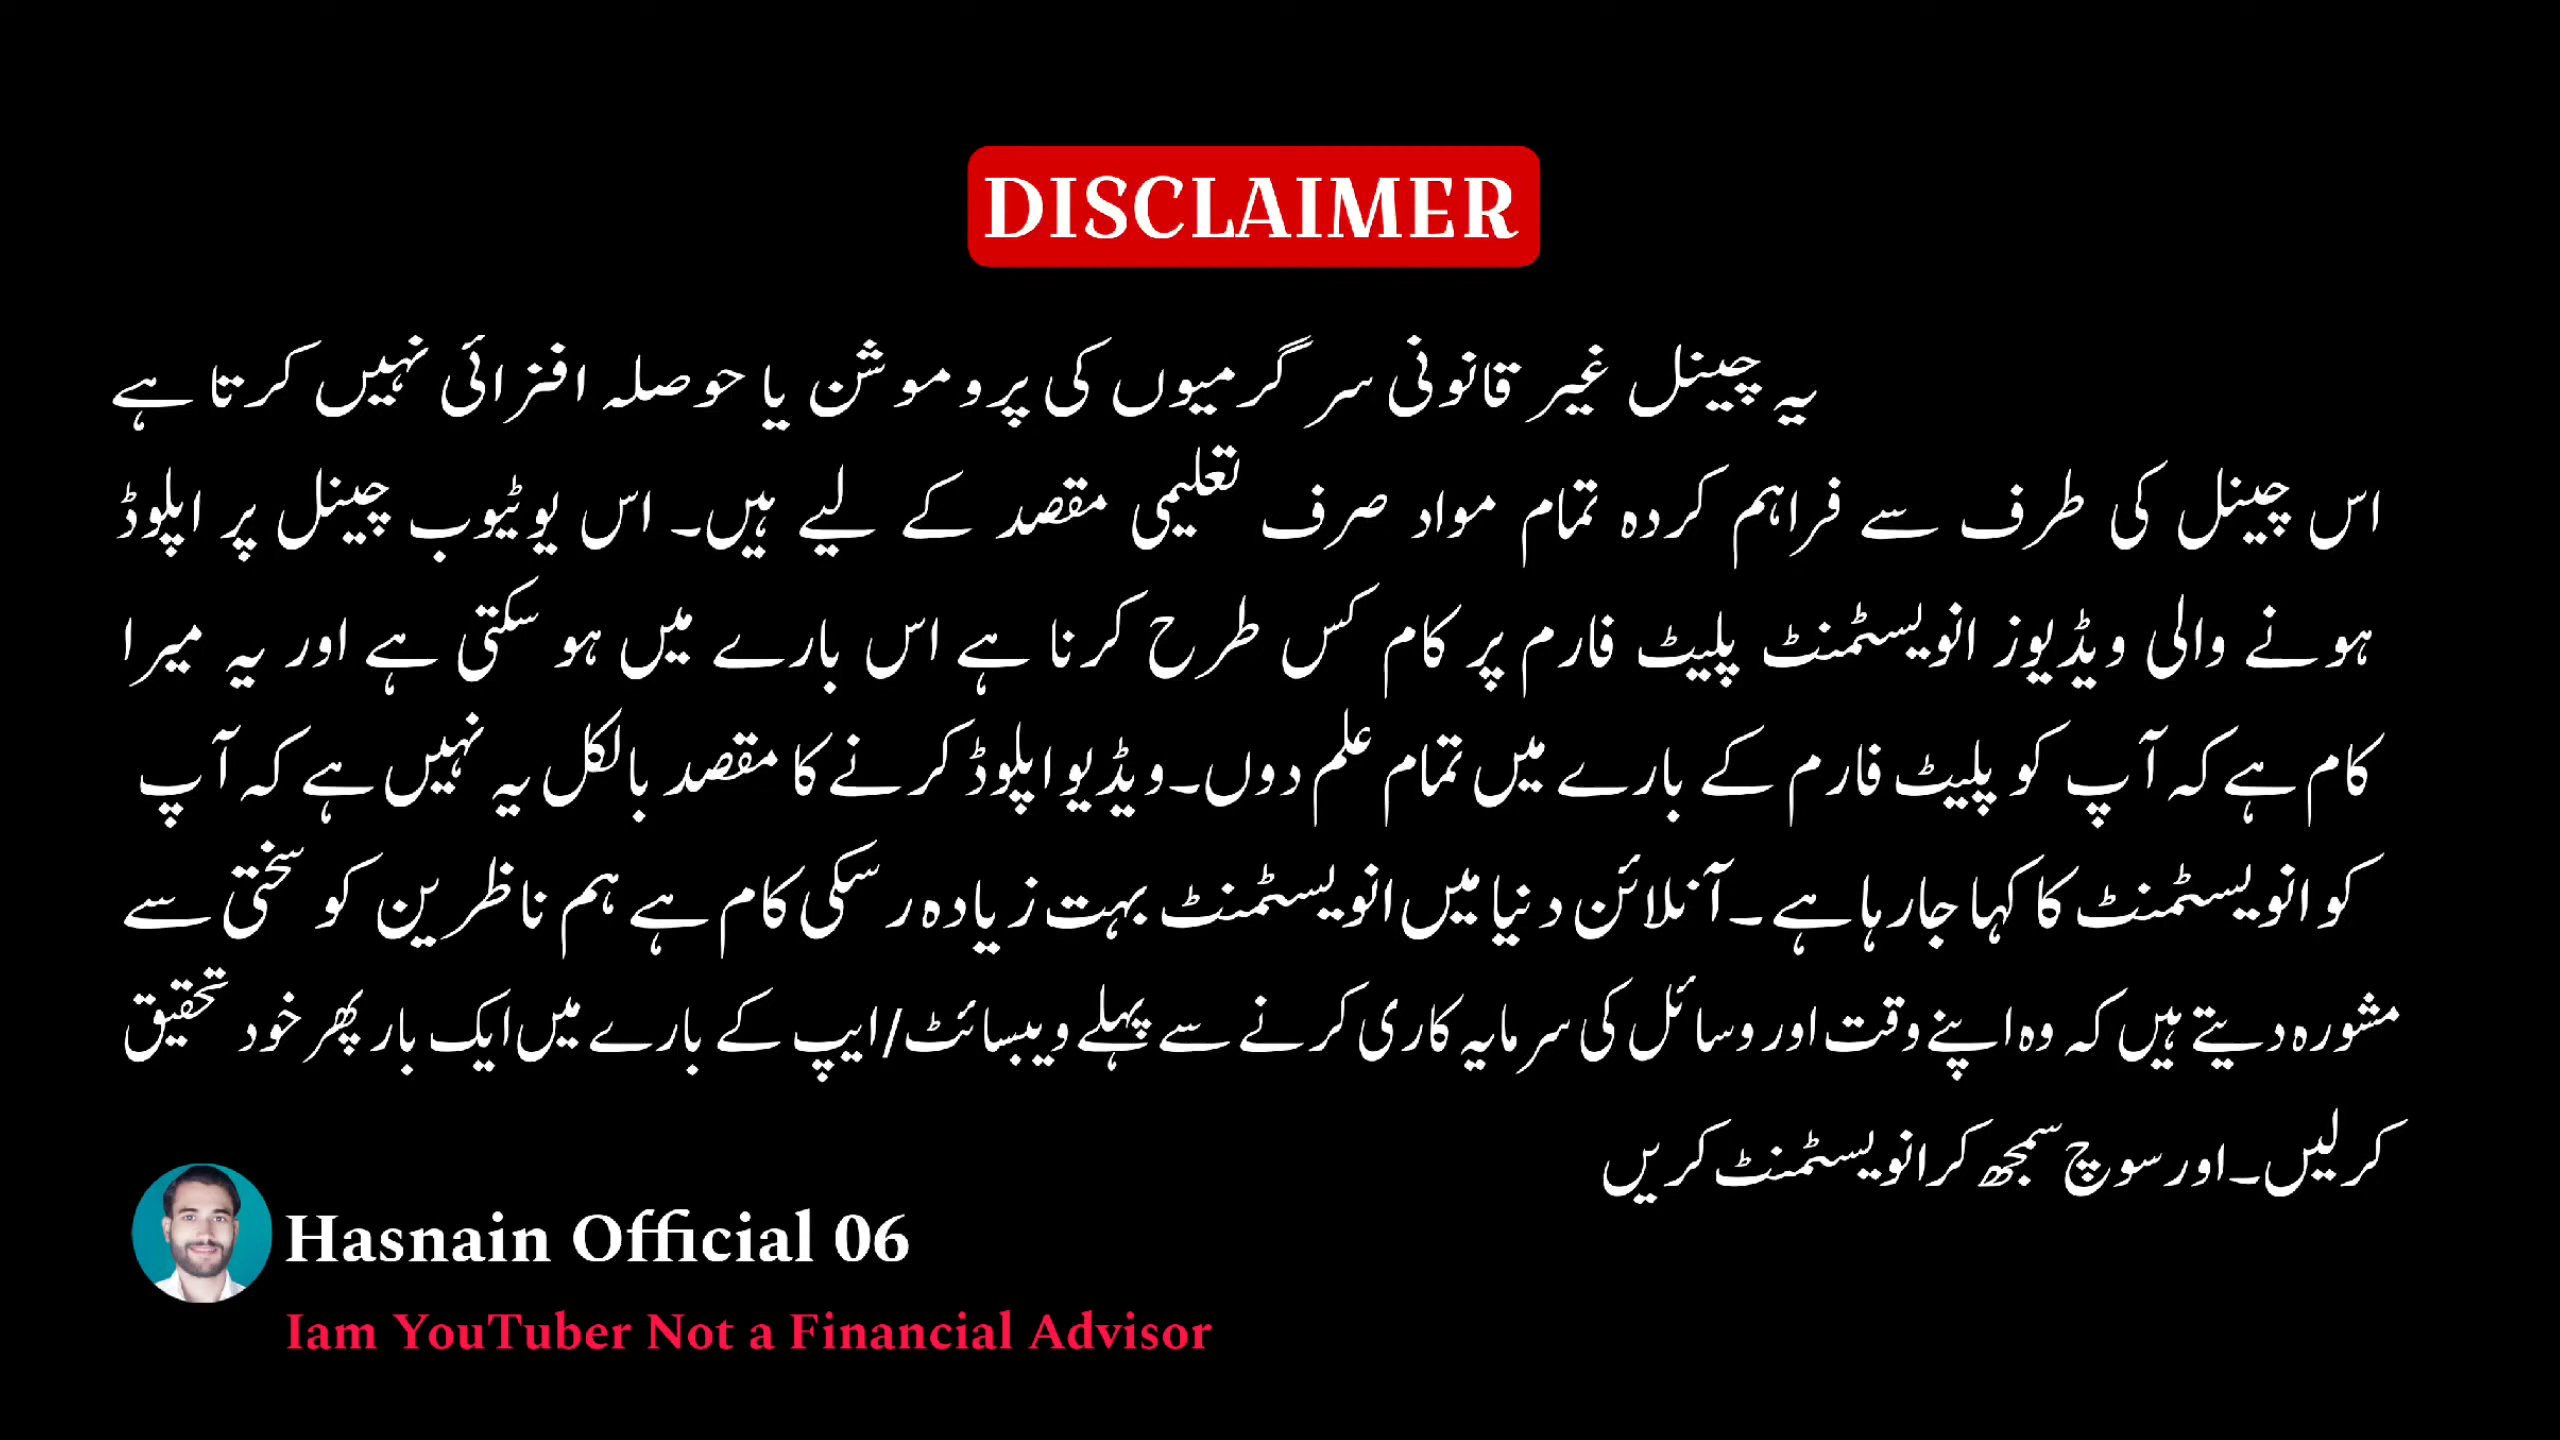 DISCLAIMER
یہ چینل غیر قانونی سرگرمیوں کی پروموشن یا حوصلہ افزائی نہیں کرتا ہے
اس چینل کی طرف سے فراہم کردہ تمام مواد صرف تعلیمی مقصد کے لیے ہیں۔ اس یوٹیوب چینل پر اپلوڈ
ہونے والی ویڈیوز انویسٹمنٹ پلیٹ فارم پر کام کس طرح کرنا ہے اس بارے میں ہو سکتی ہے اور یہ میرا
کام ہے کہ آپ کو پلیٹ فارم کے بارے میں تمام علم دوں۔ویڈیو اپلوڈ کرنے کا مقصد بالکل یہ نہیں ہے کہ آپ
کو انویسٹمنٹ کا کہا جارہا ہے ۔آنلائن دنیا میں انویسٹمنٹ بہت زیادہ رسکی کام ہے ہم ناظرین کو سختی سے
مشورہ دیتے ہیں کہ وہ اپنے وقت اور وسائل کی سرمایہ کاری کرنے سے پہلے ویبسائٹ/ایپ کے بارے میں ایک بار پھر خود تحقیق
کرلیں۔اور سوچ سمجھ کر انویسٹمنٹ کریں
Hasnain Official 06
Iam YouTuber Not a Financial Advisor